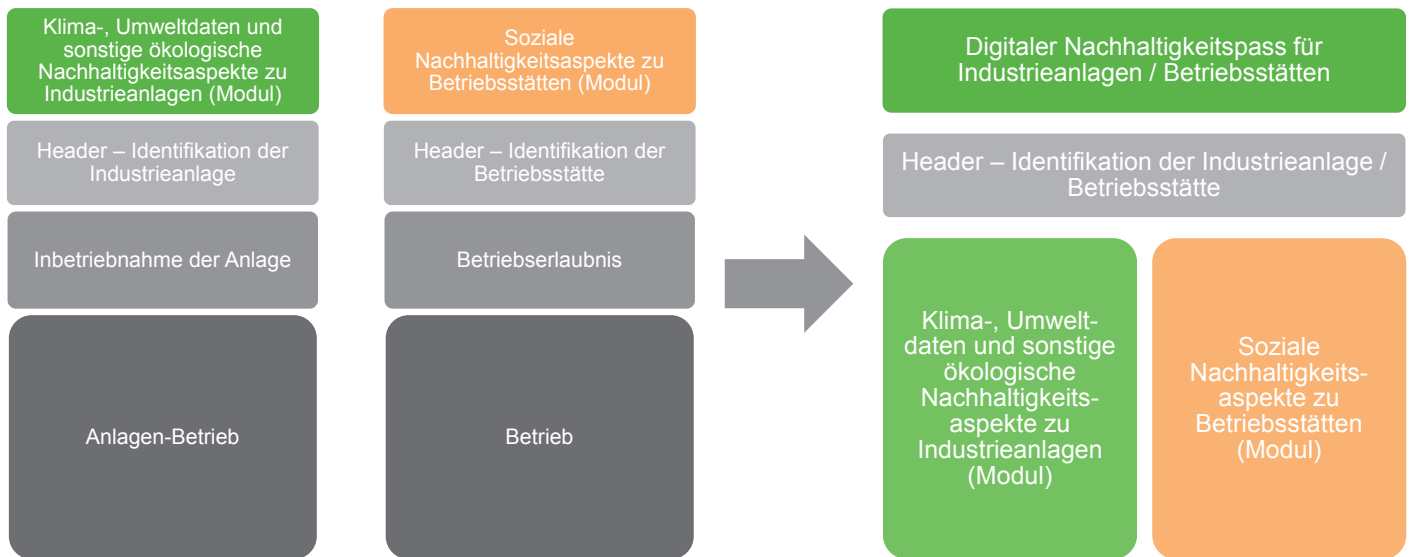 Klima-, Umweltdaten und
sonstige ökologische
Nachhaltigkeitsaspekte zu
Industrieanlagen (Modul)
Header – Identifikation der
Industrieanlage
Inbetriebnahme der Anlage
Anlagen-Betrieb
Soziale
Nachhaltigkeitsaspekte zu
Betriebsstätten (Modul)
Header – Identifikation der
Betriebsstätte
Betriebserlaubnis
Betrieb
Digitaler Nachhaltigkeitspass für
Industrieanlagen / Betriebsstätten
Header – Identifikation der Industrieanlage /
Betriebsstätte
Klima-, Umwelt-
daten und sonstige
ökologische
Nachhaltigkeits-
aspekte zu
Industrieanlagen
(Modul)
Soziale
Nachhaltigkeits-
aspekte zu
Betriebsstätten
(Modul)